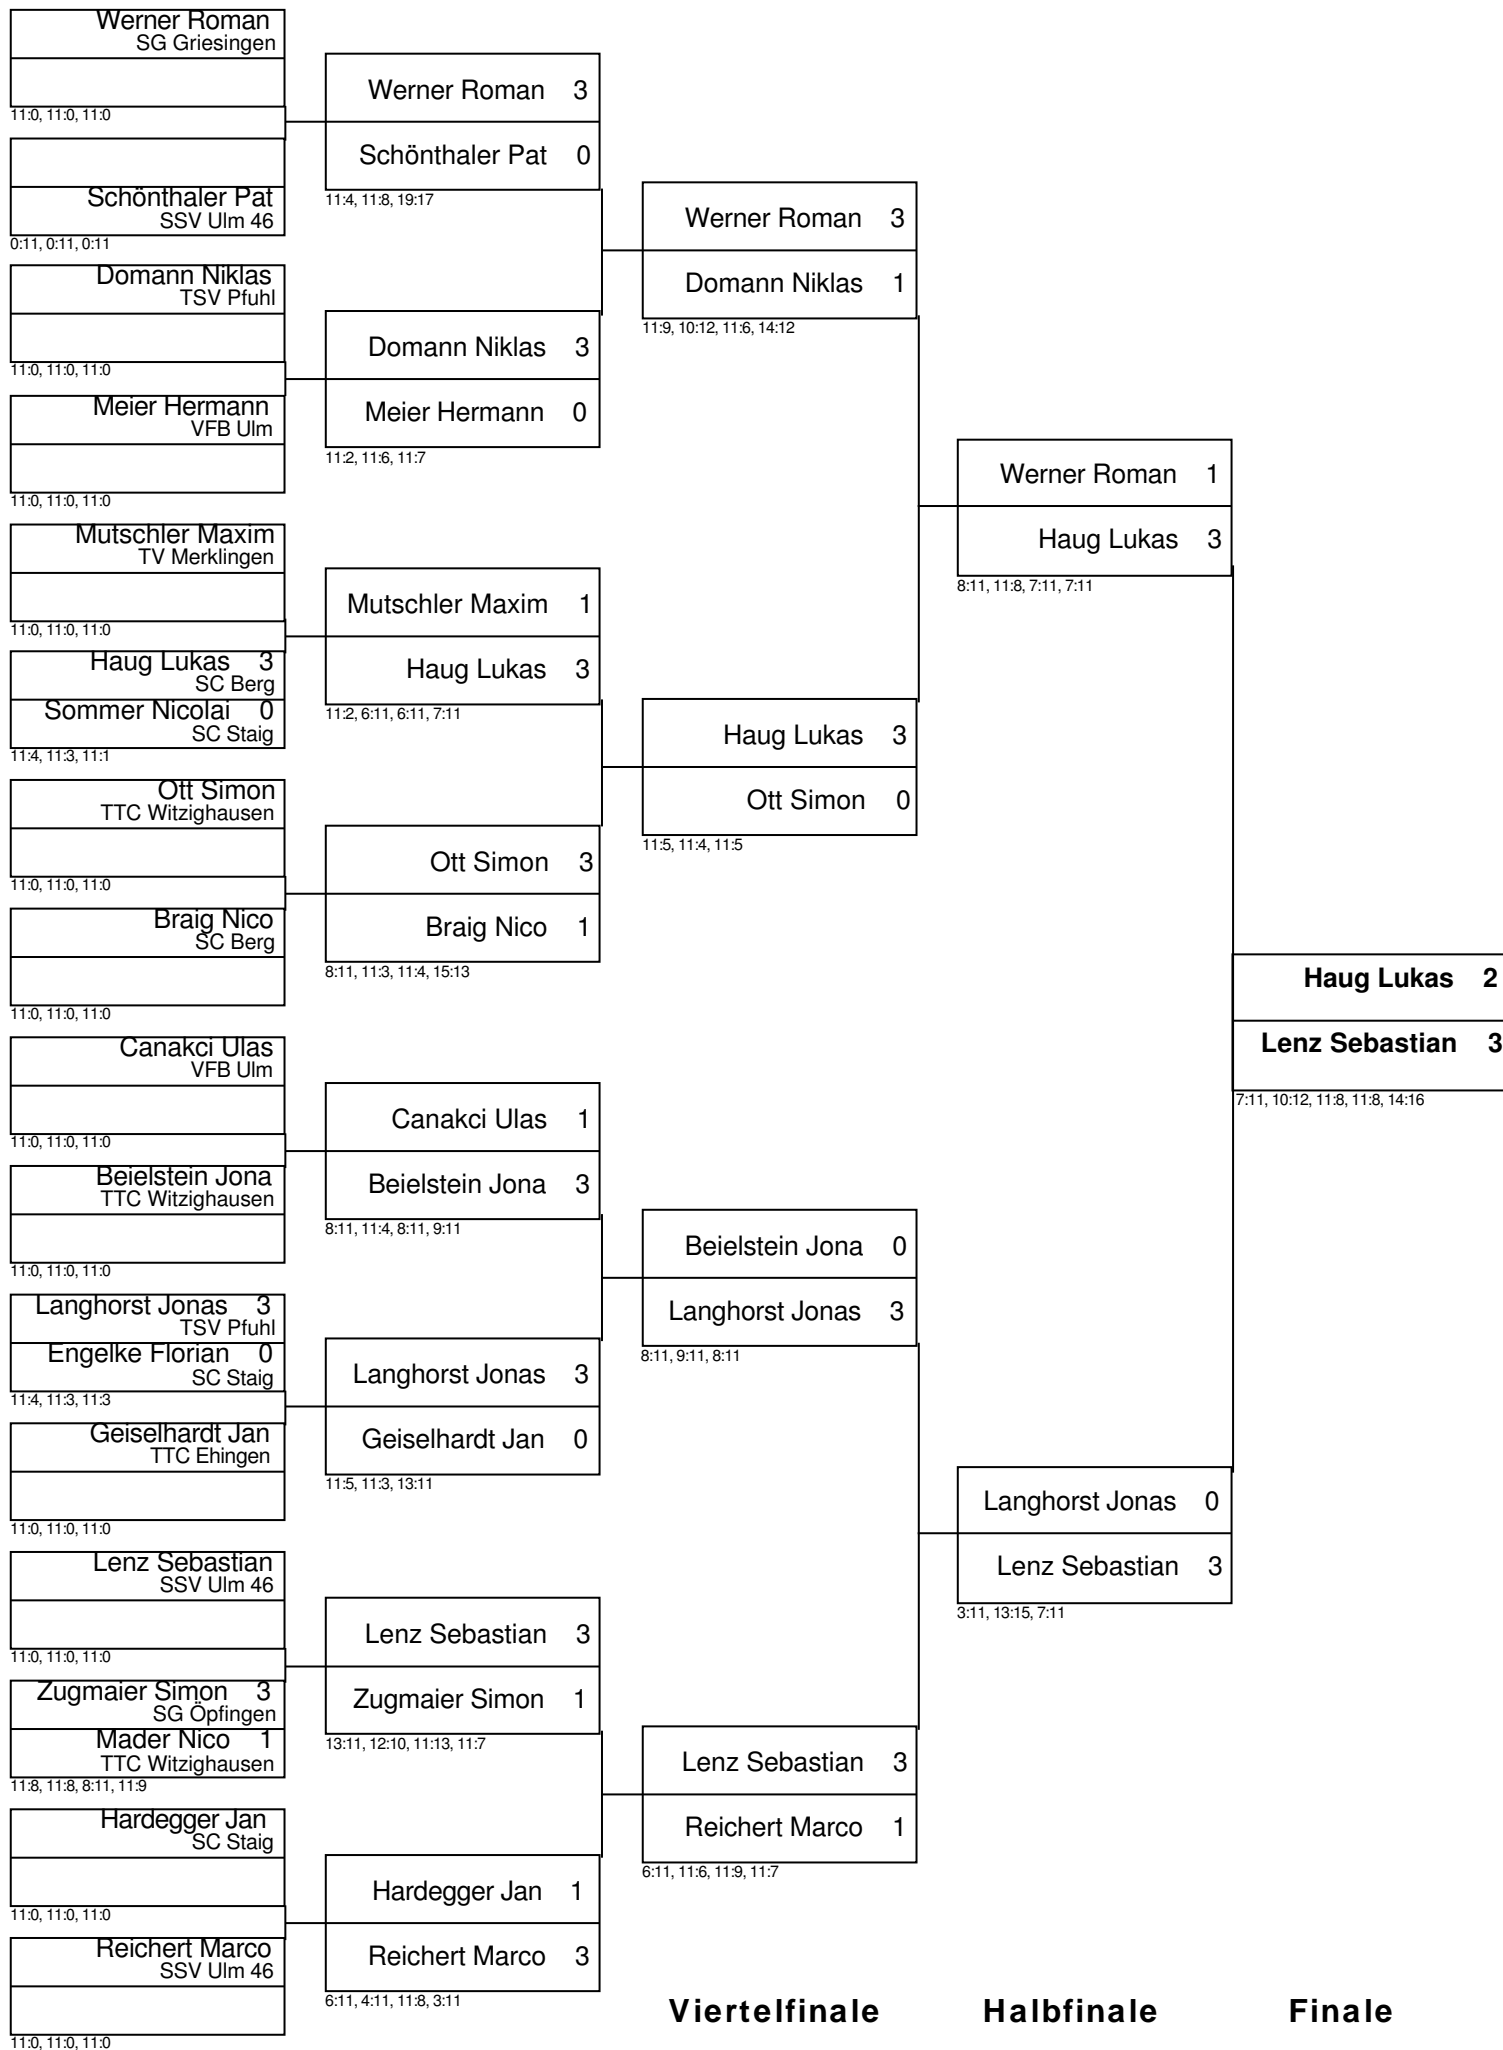 Werner Roman
SG Griesingen
11:0, 11:0, 11:0
Schönthaler Pat
SSV Ulm 46
0:11, 0:11, 0:11
Domann Niklas
TSV Pfuhl
11:0, 11:0, 11:0
Meier Hermann
VFB Ulm
11:0, 11:0, 11:0
Mutschler Maxim
TV Merklingen
11:0, 11:0, 11:0
Haug Lukas 3
SC Berg
Sommer Nicolai 0
SC Staig
11:4, 11:3, 11:1
Ott Simon
TTC Witzighausen
11:0, 11:0, 11:0
Braig Nico
SC Berg
11:0, 11:0, 11:0
Canakci Ulas
VFB Ulm
11:0, 11:0, 11:0
Beielstein Jona
TTC Witzighausen
11:0, 11:0, 11:0
Langhorst Jonas 3
TSV Pfuhl
Engelke Florian 0
SC Staig
11:4, 11:3, 11:3
Geiselhardt Jan
TTC Ehingen
11:0, 11:0, 11:0
Lenz Sebastian
SSV Ulm 46
11:0, 11:0, 11:0
Zugmaier Simon 3
SG Öpfingen
Mader Nico 1
TTC Witzighausen
11:8, 11:8, 8:11, 11:9
Hardegger Jan
SC Staig
11:0, 11:0, 11:0
Reichert Marco
SSV Ulm 46
11:0, 11:0, 11:0
Werner Roman 3
Schönthaler Pat 0
11:4, 11:8, 19:17
Domann Niklas 3
Meier Hermann 0
11:2, 11:6, 11:7
Mutschler Maxim 1
Haug Lukas 3
11:2, 6:11, 6:11, 7:11
Ott Simon 3
Braig Nico 1
8:11, 11:3, 11:4, 15:13
Canakci Ulas 1
Beielstein Jona 3
8:11, 11:4, 8:11, 9:11
Langhorst Jonas 3
Geiselhardt Jan 0
11:5, 11:3, 13:11
Lenz Sebastian 3
Zugmaier Simon 1
13:11, 12:10, 11:13, 11:7
Hardegger Jan 1
Reichert Marco 3
6:11, 4:11, 11:8, 3:11
Werner Roman 3
Domann Niklas 1
11:9, 10:12, 11:6, 14:12
Haug Lukas 3
Ott Simon 0
11:5, 11:4, 11:5
Beielstein Jona 0
Langhorst Jonas 3
8:11, 9:11, 8:11
Lenz Sebastian 3
Reichert Marco 1
6:11, 11:6, 11:9, 11:7
Werner Roman 1
Haug Lukas 3
8:11, 11:8, 7:11, 7:11
Langhorst Jonas 0
Lenz Sebastian 3
3:11, 13:15, 7:11
Haug Lukas 2
Lenz Sebastian 3
7:11, 10:12, 11:8, 11:8, 14:16
Viertelfinale Halbfinale Finale